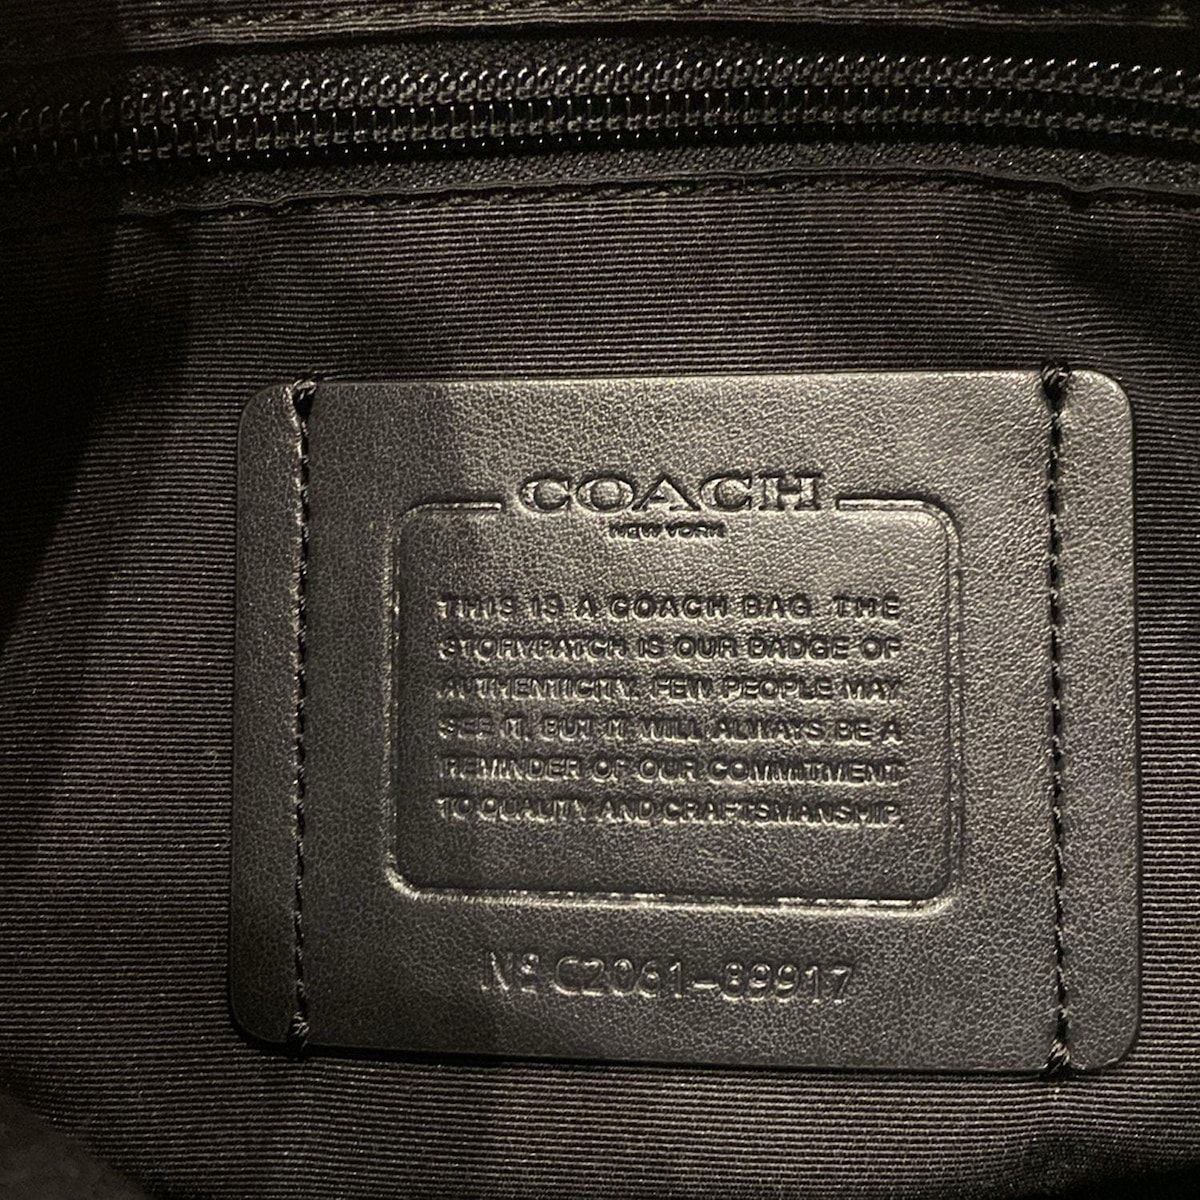 COACH
NEW YORK
THIS IS A COACH BAG THE
STORYPATCH IS OUR BADGE OF
AUTHENTICITY. FEW PEOPLE MAY
SEE IT, BUT IT WILL ALWAYS BE A
REMINDER OF OUR COMMITMENT
TO QUALITY AND CRAFTSMANSHIP.
Nº C2061-89917